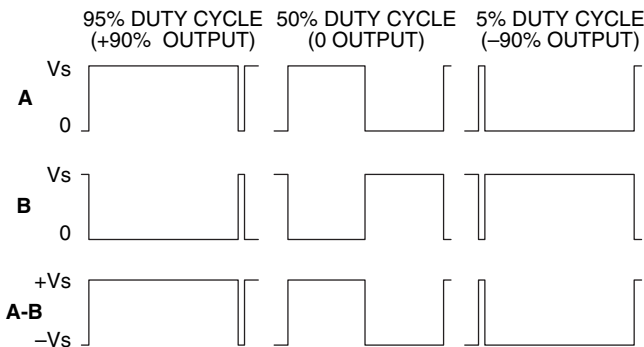 95% DUTY CYCLE 50% DUTY CYCLE 5% DUTY CYCLE
(+90% OUTPUT) (0 OUTPUT) (–90% OUTPUT)
Vs
A
0
Vs
B
0
+Vs
A-B
–Vs